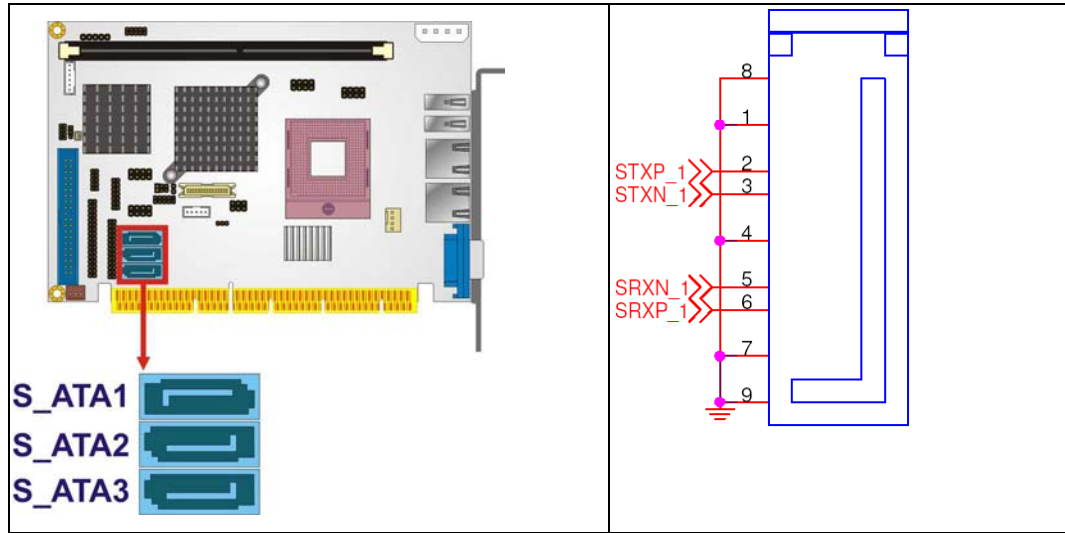 S_ATA1
S_ATA2
S_ATA3
8
1
STXP_1 2
STXN_1 3
4
SRXN_1 5
SRXP_1 6
7
9